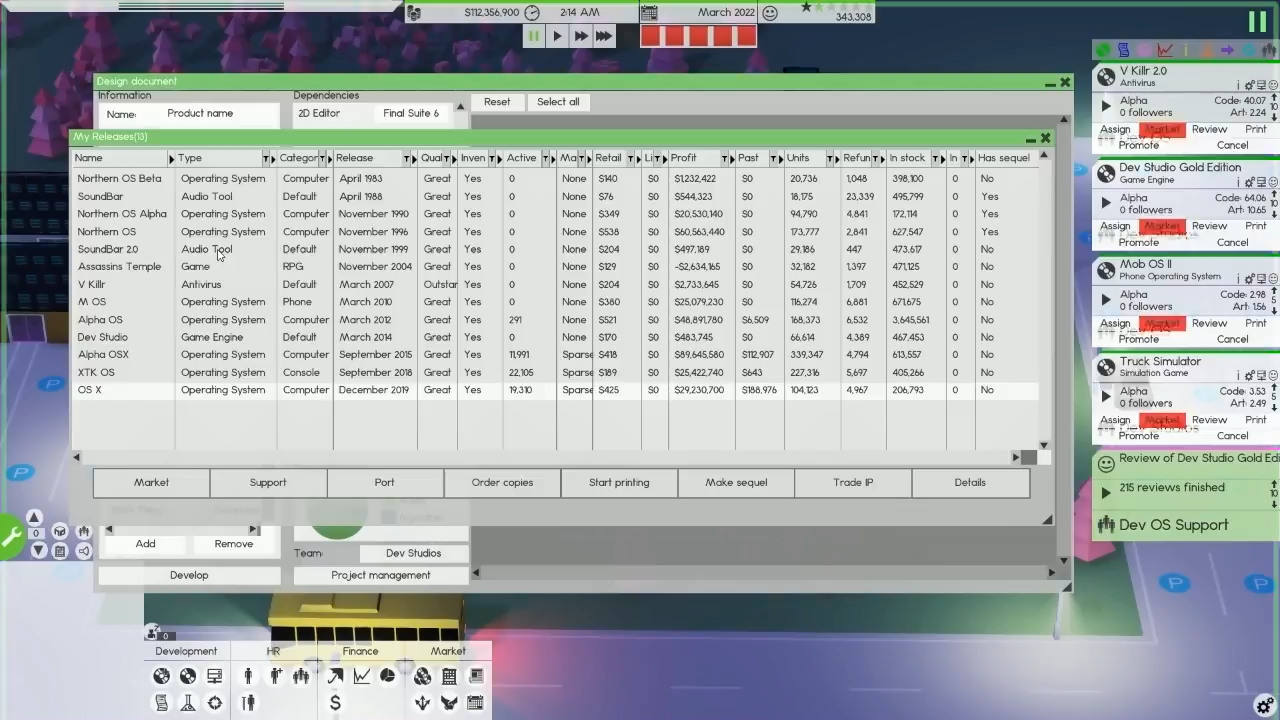 $112,356,900 2:14 AM March 2022 343,308
Design document
Information Dependencies
Name: Product name 2D Editor Final Suite 6 Reset Select all
My Releases(13)
Name Type Categor Release Qual Inven Active Ma Retail Li Profit Past Units Refun In stock In Has sequel
Northern OS Beta Operating System Computer April 1983 Great Yes 0 None $140 $0 $1,232,422 $0 20,736 1,048 398,100 0 No
SoundBar Audio Tool Default April 1988 Great Yes 0 None $76 $0 $544,323 $0 18,175 23,339 898,799 0 Yes
Northern OS Alpha Operating System Computer November 1990 Great Yes 0 None $349 $0 $20,530,140 $0 94,792 4,841 272,118 0 Yes
Northern OS Operating System Computer November 1996 Great Yes 0 None $538 $0 $60,563,440 $0 173,777 2,841 627,547 0 Yes
SoundBar 2.0 Audio Tool Default November 1999 Great Yes 0 None $204 $0 $497,189 $0 29,186 447 473,617 0 No
Assassins Temple Game RPG November 2004 Great Yes 0 None $129 $0 -$2,634,165 $0 32,182 1,397 471,125 0 No
V Killr Antivirus Default March 2007 Outstar Yes 0 None $204 $0 $2,733,645 $0 54,726 1,709 452,529 0 No
M OS Operating System Phone March 2010 Great Yes 0 None $380 $0 $25,079,230 $0 116,274 6,881 671,675 0 No
Alpha OS Operating System Computer March 2012 Great Yes 291 None $521 $0 $48,891,780 $6,509 168,373 6,532 3,645,561 0 No
Dev Studio Game Engine Default March 2014 Great Yes 0 None $170 $0 $483,745 $0 66,614 4,389 467,453 0 No
Alpha OSX Operating System Computer September 201 Great Yes 11,991 Sparse $418 $0 $89,645,580 $112,907 339,347 4,794 613,557 0 No
XTK OS Operating System Console September 201 Great Yes 22,105 Sparse $189 $0 $25,422,740 $643 227,316 5,697 405,266 0 No
OS X Operating System Computer December 2019 Great Yes 19,310 Sparse $425 $0 $29,230,700 $188,976 104,123 4,967 206,793 0 No
Market Support Port Order copies Start printing Make sequel Trade IP Details
Add Remove
Team: Dev Studios
Develop Project management
V Killr 2.0
Antivirus
Alpha Code: 40.07
0 followers Art: 2.24
10
Assign Market Review Print
Promote Cancel
Dev Studio Gold Edition
Game Engine
Alpha Code: 64.06
0 followers Art: 10.65
10
Assign Market Review Print
Promote Cancel
Mob OS II
Phone Operating System
Alpha Code: 2.98
0 followers Art: 1.56
5
Assign Market Review Print
Promote Cancel
Truck Simulator
Simulation Game
Alpha Code: 3.53
0 followers Art: 2.49
5
Assign Market Review Print
Promote Cancel
Review of Dev Studio Gold Edi
215 reviews finished
10
Dev OS Support
0
P
P
P
P
0
Development HR Finance Market